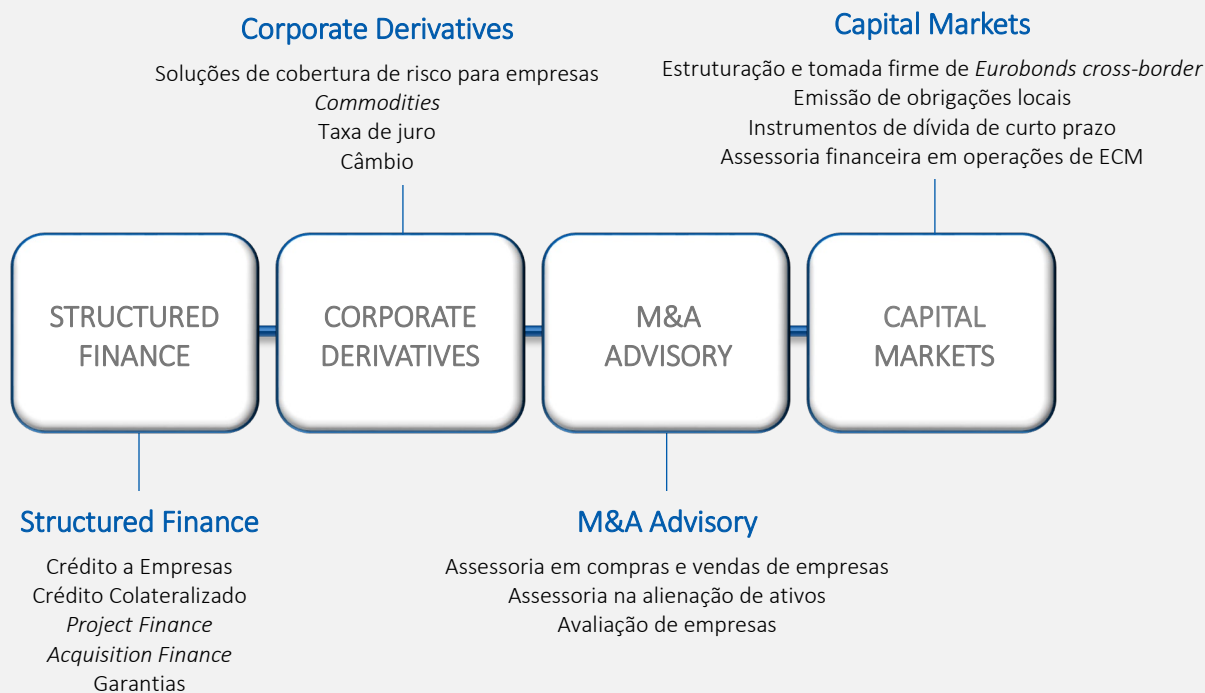 Corporate Derivatives
Soluções de cobertura de risco para empresas
Commodities
Taxa de juro
Câmbio
Capital Markets
Estruturação e tomada firme de Eurobonds cross-border
Emissão de obrigações locais
Instrumentos de dívida de curto prazo
Assessoria financeira em operações de ECM
STRUCTURED
FINANCE
CORPORATE
DERIVATIVES
M&A
ADVISORY
CAPITAL
MARKETS
Structured Finance
Crédito a Empresas
Crédito Colateralizado
Project Finance
Acquisition Finance
Garantias
M&A Advisory
Assessoria em compras e vendas de empresas
Assessoria na alienação de ativos
Avaliação de empresas